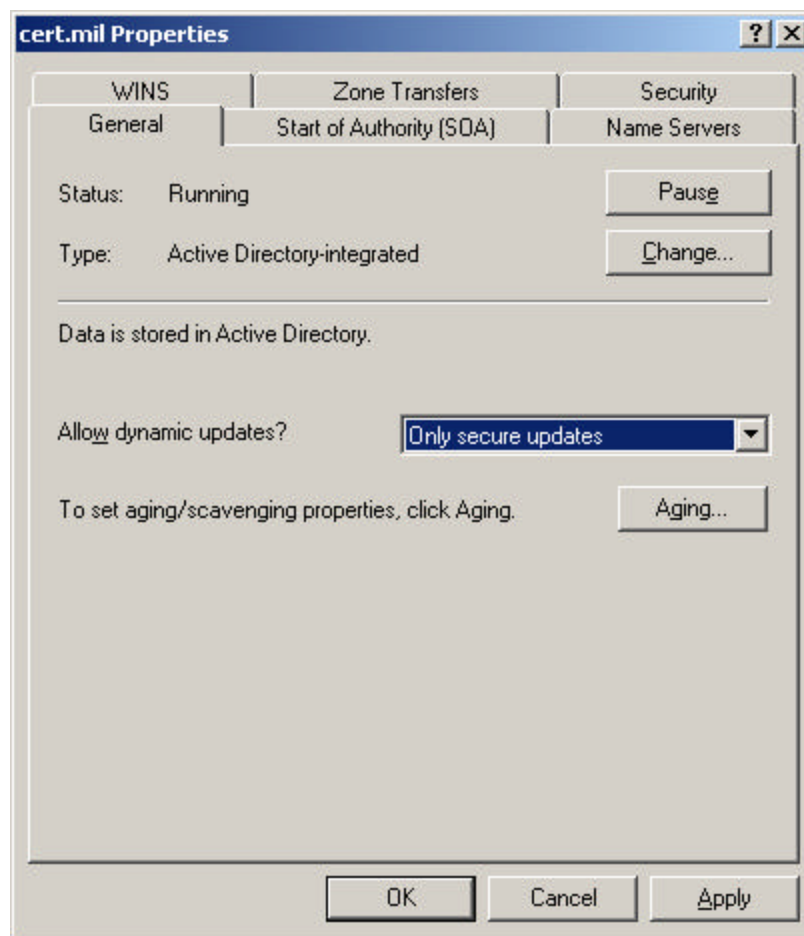 cert.mil Properties
WINS Zone Transfers Security
General Start of Authority (SOA) Name Servers
Status: Running Pause
Type: Active Directory-integrated Change...
Data is stored in Active Directory.
Allow dynamic updates? Only secure updates
To set aging/scavenging properties, click Aging. Aging...
OK Cancel Apply